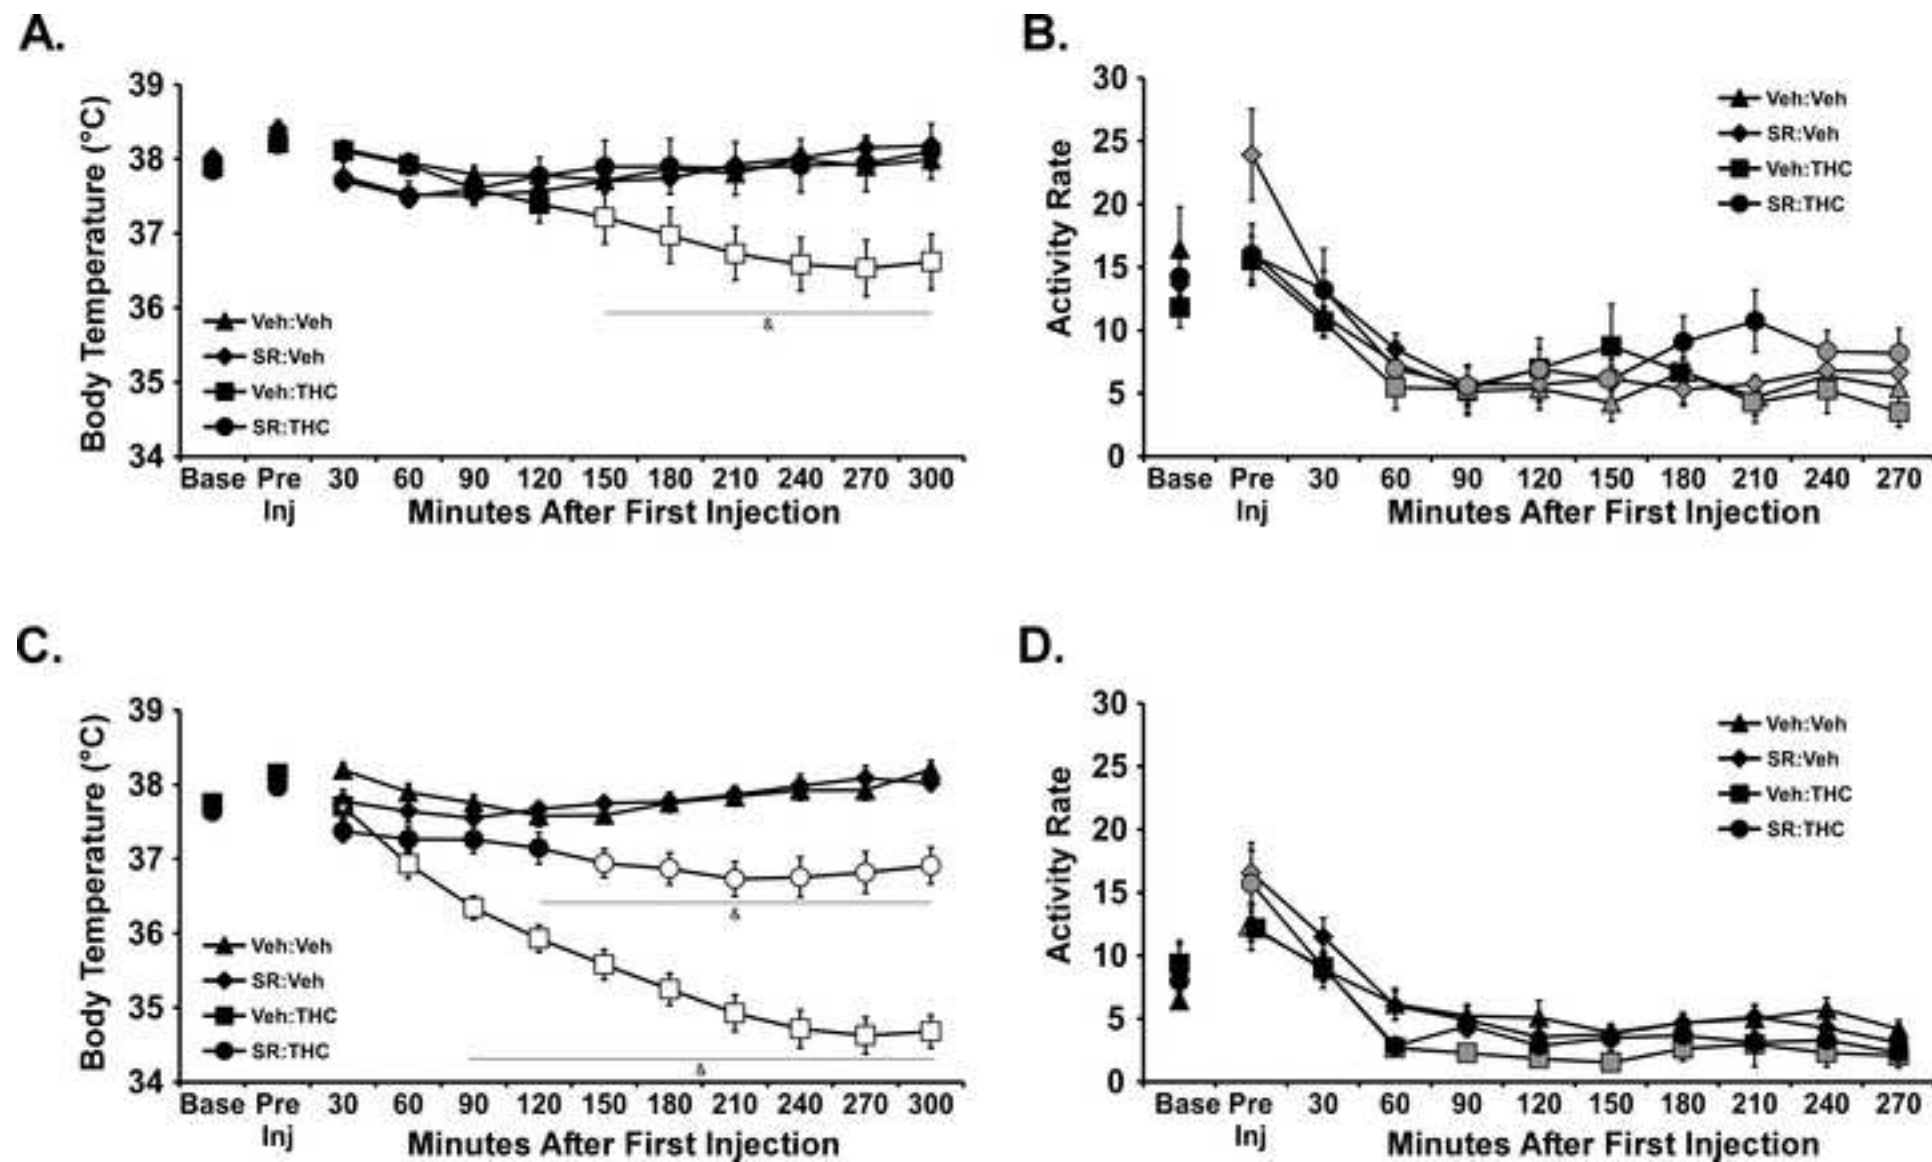 A.
Body Temperature (°C)
39
38
37
36
35
34
Veh:Veh
SR:Veh
Veh:THC
SR:THC
&
Base Pre Inj 30 60 90 120 150 180 210 240 270 300
Minutes After First Injection
B.
Activity Rate
30
25
20
15
10
5
0
Veh:Veh
SR:Veh
Veh:THC
SR:THC
Base Pre Inj 30 60 90 120 150 180 210 240 270
Minutes After First Injection
C.
Body Temperature (°C)
39
38
37
36
35
34
&
Veh:Veh
SR:Veh
Veh:THC
SR:THC
&
Base Pre Inj 30 60 90 120 150 180 210 240 270 300
Minutes After First Injection
D.
Activity Rate
30
25
20
15
10
5
0
Veh:Veh
SR:Veh
Veh:THC
SR:THC
Base Pre Inj 30 60 90 120 150 180 210 240 270
Minutes After First Injection